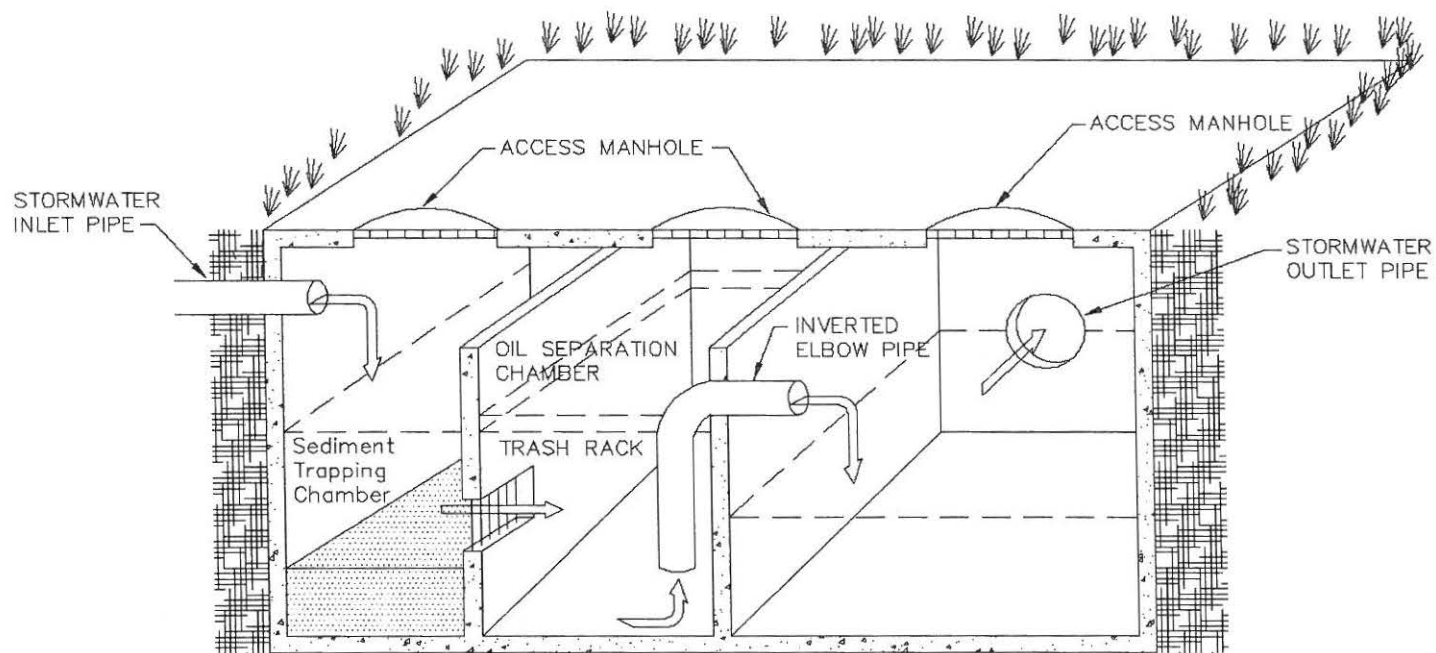 ACCESS MANHOLE
ACCESS MANHOLE
STORMWATER
INLET PIPE
STORMWATER
OUTLET PIPE
INVERTED
ELBOW PIPE
OIL SEPARATION
CHAMBER
TRASH RACK
Sediment
Trapping
Chamber